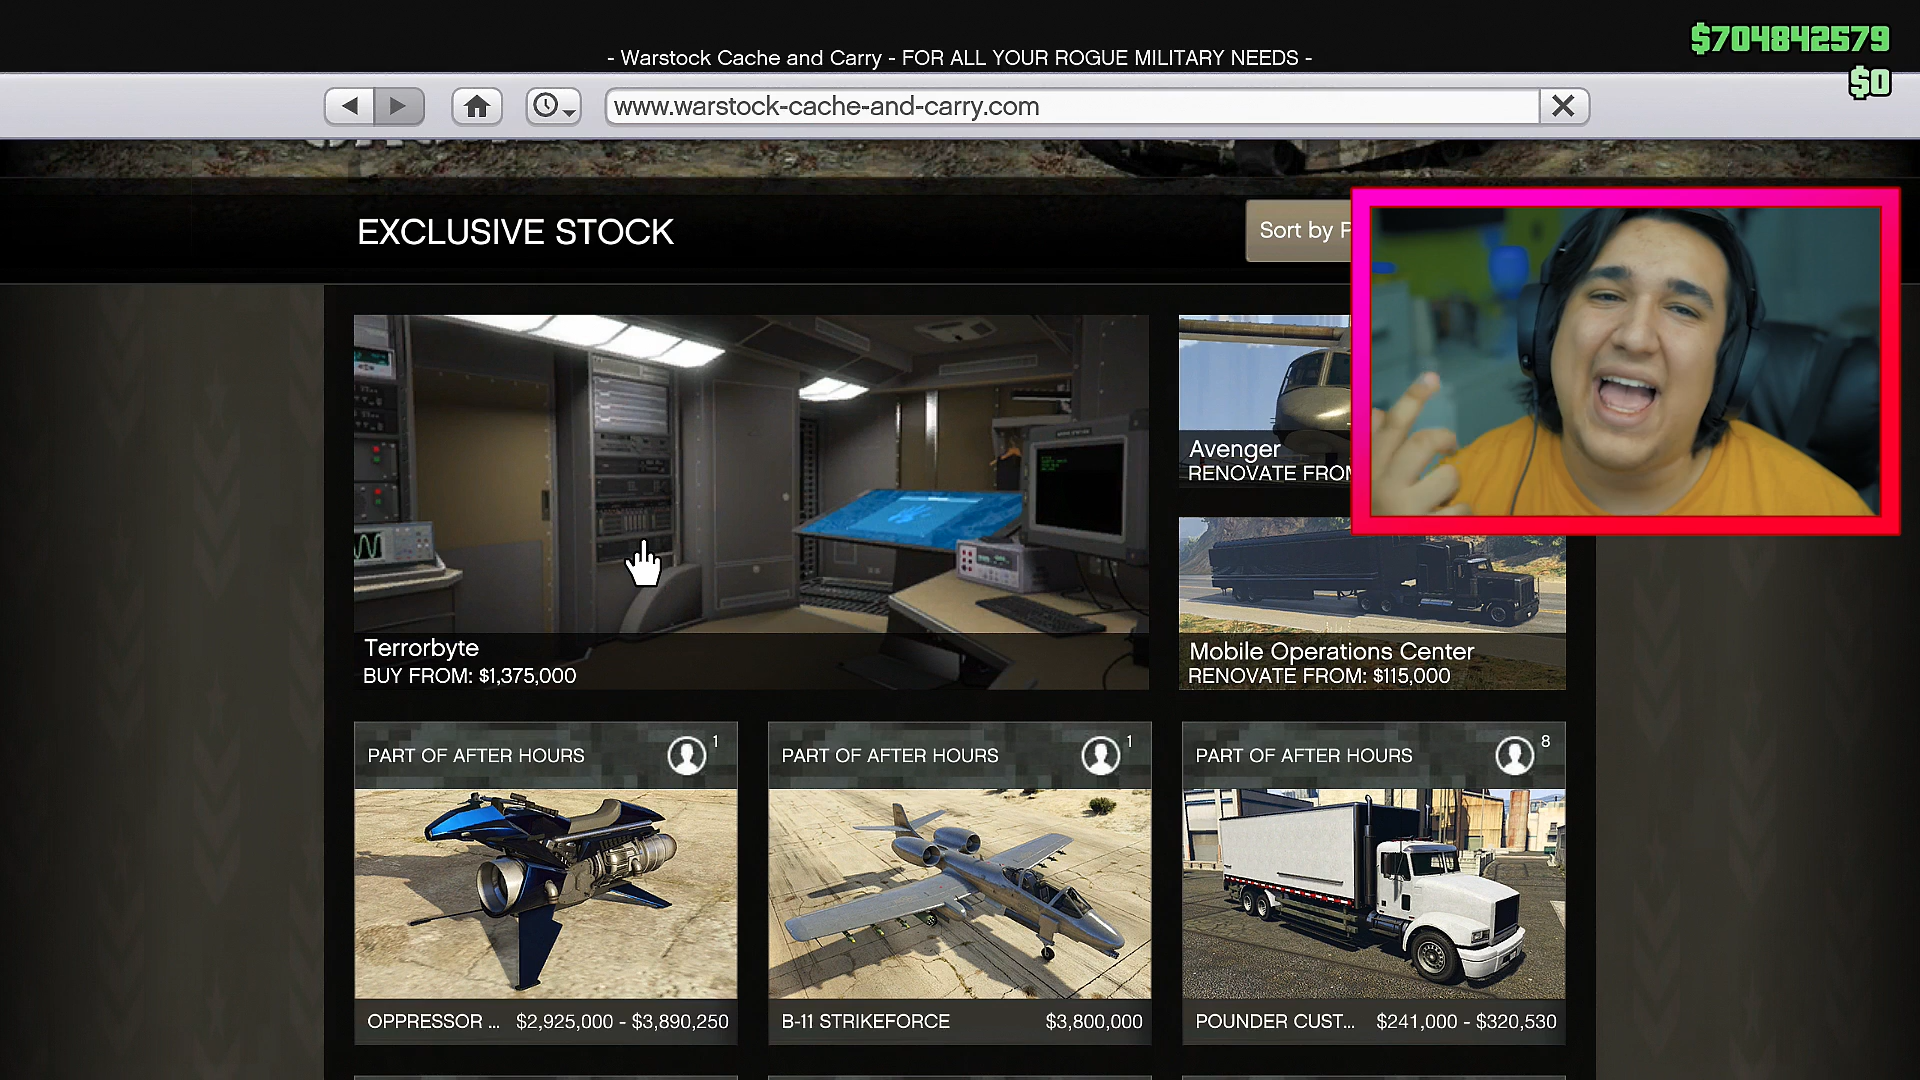 $704842579
- Warstock Cache and Carry - FOR ALL YOUR ROGUE MILITARY NEEDS -
$0
www.warstock-cache-and-carry.com
EXCLUSIVE STOCK
Sort by P
Terrorbyte
BUY FROM: $1,375,000
Avenger
RENOVATE FROM
Mobile Operations Center
RENOVATE FROM: $115,000
PART OF AFTER HOURS 1
OPPRESSOR ... $2,925,000 - $3,890,250
PART OF AFTER HOURS 1
B-11 STRIKEFORCE $3,800,000
PART OF AFTER HOURS 8
POUNDER CUST... $241,000 - $320,530